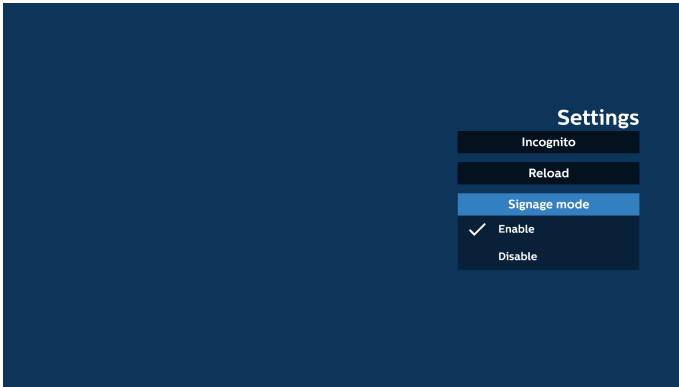 Settings
Incognito
Reload
Signage mode
Enable
Disable